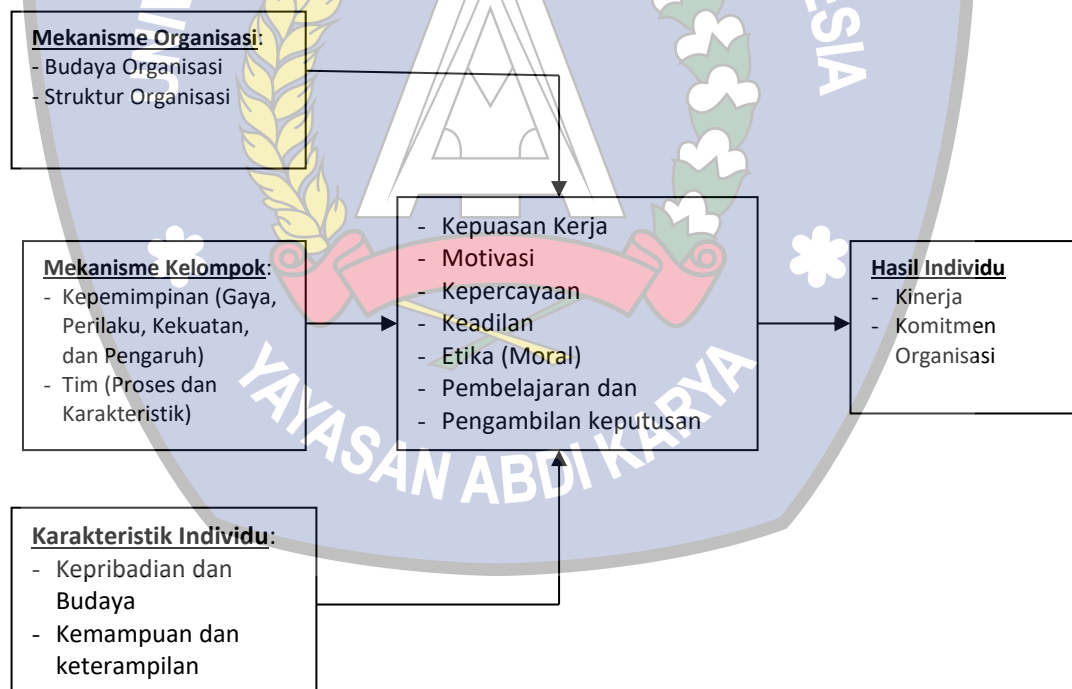 Mekanisme Organisasi:
- Budaya Organisasi
- Struktur Organisasi
Mekanisme Kelompok:
- Kepemimpinan (Gaya,
Perilaku, Kekuatan,
dan Pengaruh)
- Tim (Proses dan
Karakteristik)
Karakteristik Individu:
- Kepribadian dan
Budaya
- Kemampuan dan
keterampilan
- Kepuasan Kerja
- Motivasi
- Kepercayaan
- Keadilan
- Etika (Moral)
- Pembelajaran dan
- Pengambilan keputusan
Hasil Individu
- Kinerja
- Komitmen
Organisasi
YAYASAN ABDI KARYA